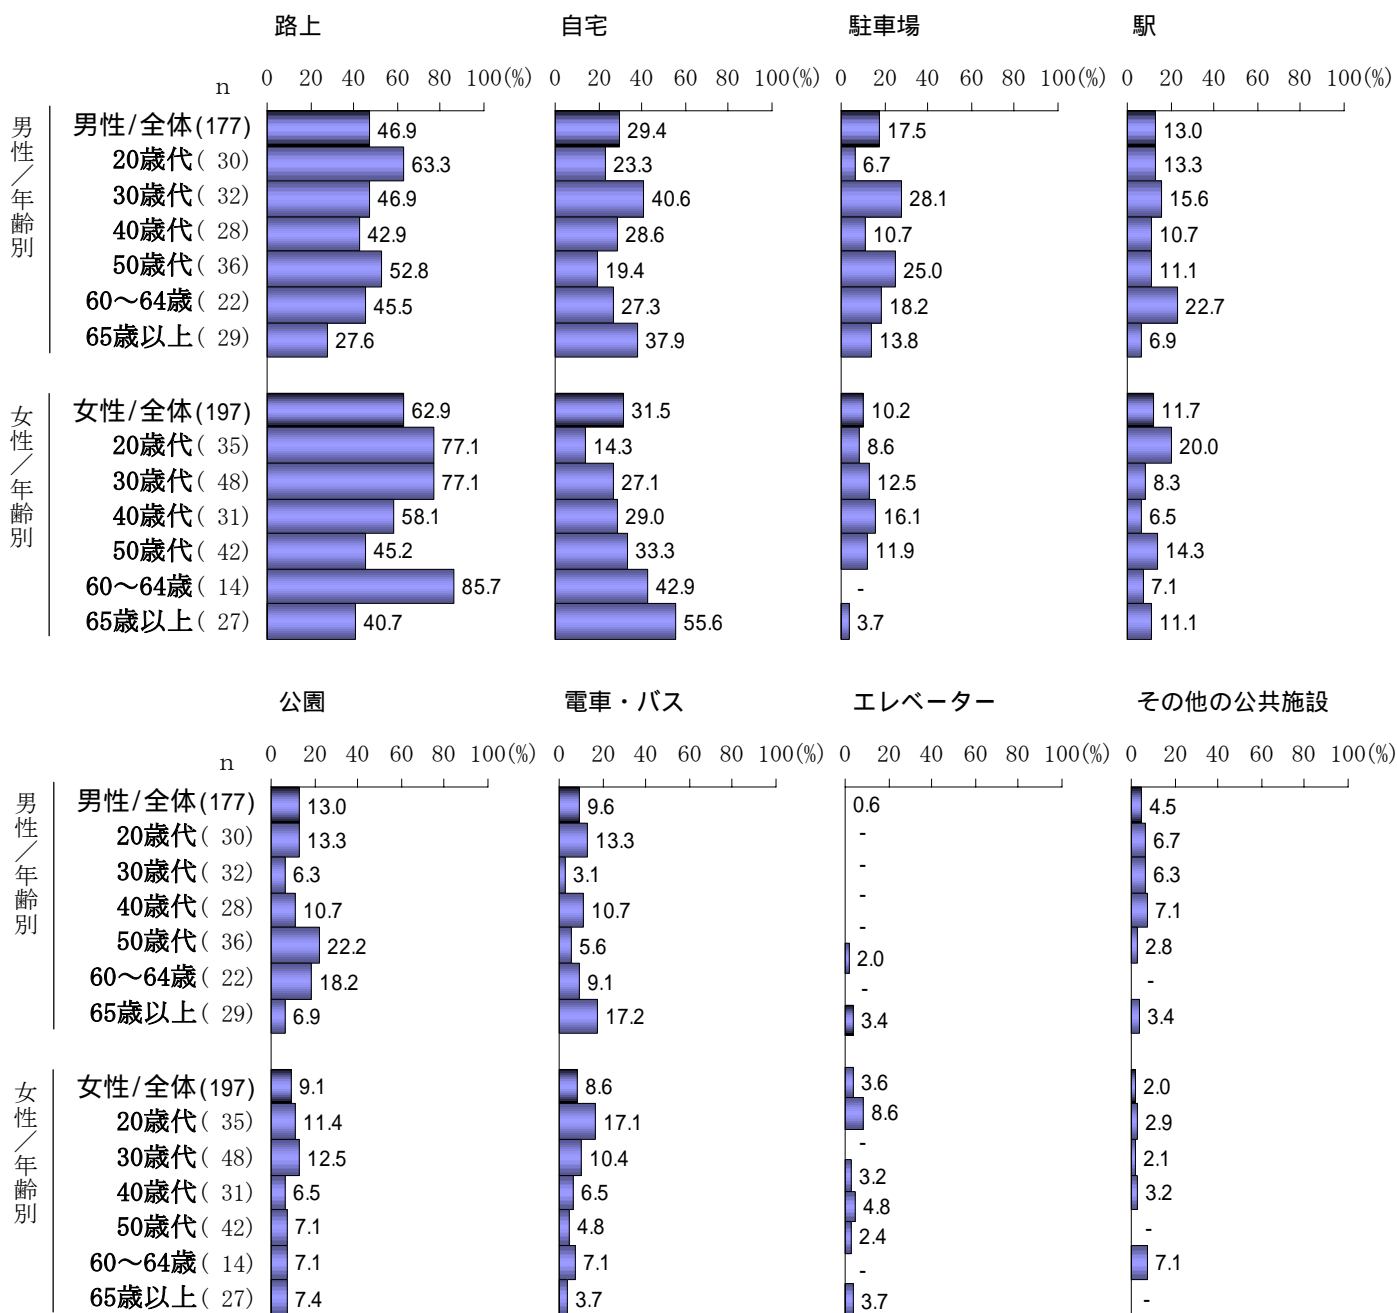 路上 自宅 駐車場 駅
n 0 20 40 60 80 100(%) 0 20 40 60 80 100(%) 0 20 40 60 80 100(%) 0 20 40 60 80 100(%)
男性／年齢別
男性/全体(177) 46.9 29.4 17.5 13.0
20歳代( 30) 63.3 23.3 6.7 13.3
30歳代( 32) 46.9 40.6 28.1 15.6
40歳代( 28) 42.9 28.6 10.7 10.7
50歳代( 36) 52.8 19.4 25.0 11.1
60～64歳( 22) 45.5 27.3 18.2 22.7
65歳以上( 29) 27.6 37.9 13.8 6.9
女性／年齢別
女性/全体(197) 62.9 31.5 10.2 11.7
20歳代( 35) 77.1 14.3 8.6 20.0
30歳代( 48) 77.1 27.1 12.5 8.3
40歳代( 31) 58.1 29.0 16.1 6.5
50歳代( 42) 45.2 33.3 11.9 14.3
60～64歳( 14) 85.7 42.9 - 7.1
65歳以上( 27) 40.7 55.6 3.7 11.1
公園 電車・バス エレベーター その他の公共施設
n 0 20 40 60 80 100(%) 0 20 40 60 80 100(%) 0 20 40 60 80 100(%) 0 20 40 60 80 100(%)
男性／年齢別
男性/全体(177) 13.0 9.6 0.6 4.5
20歳代( 30) 13.3 13.3 - 6.7
30歳代( 32) 6.3 3.1 - 6.3
40歳代( 28) 10.7 10.7 - 7.1
50歳代( 36) 22.2 5.6 - 2.0 2.8
60～64歳( 22) 18.2 9.1 - -
65歳以上( 29) 6.9 17.2 3.4 3.4
女性／年齢別
女性/全体(197) 9.1 8.6 3.6 2.0
20歳代( 35) 11.4 17.1 8.6 2.9
30歳代( 48) 12.5 10.4 - 2.1
40歳代( 31) 6.5 6.5 3.2 3.2
50歳代( 42) 7.1 4.8 4.8 2.4 -
60～64歳( 14) 7.1 7.1 - 7.1
65歳以上( 27) 7.4 3.7 3.7 -